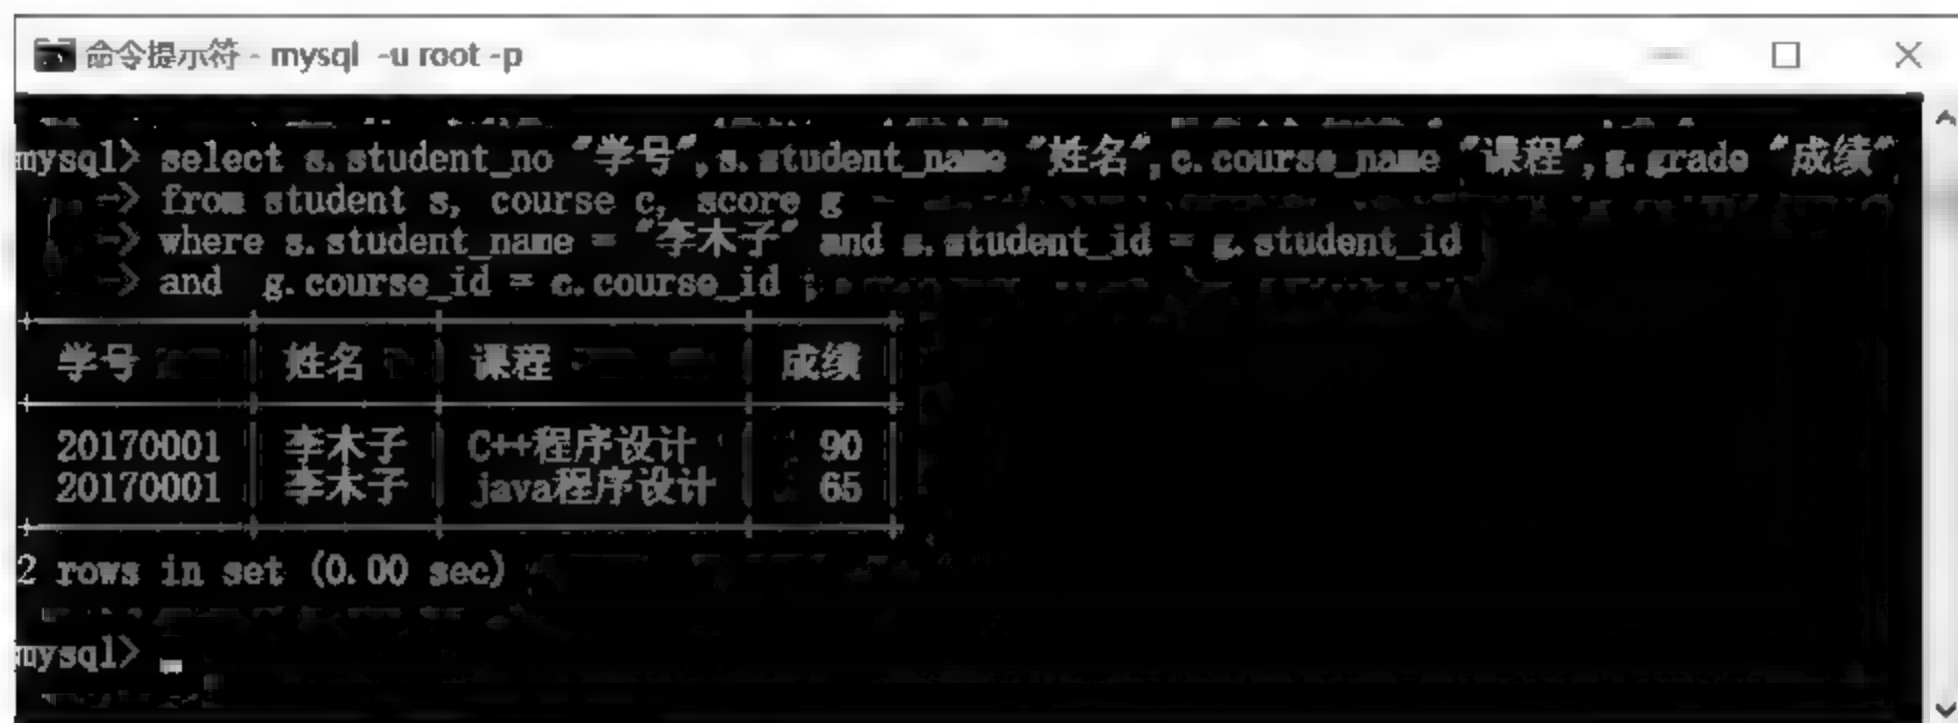 命令提示符 - mysql -u root -p
mysql> select s.student_no "学号",s.student_name "姓名",c.course_name "课程",g.grade "成绩"
-> from student s, course c, score g
-> where s.student_name = "李木子" and s.student_id = g.student_id
-> and g.course_id = c.course_id ;
学号 | 姓名 | 课程 | 成绩
20170001 | 李木子 | C++程序设计 | 90
20170001 | 李木子 | java程序设计 | 65
2 rows in set (0.00 sec)
mysql>